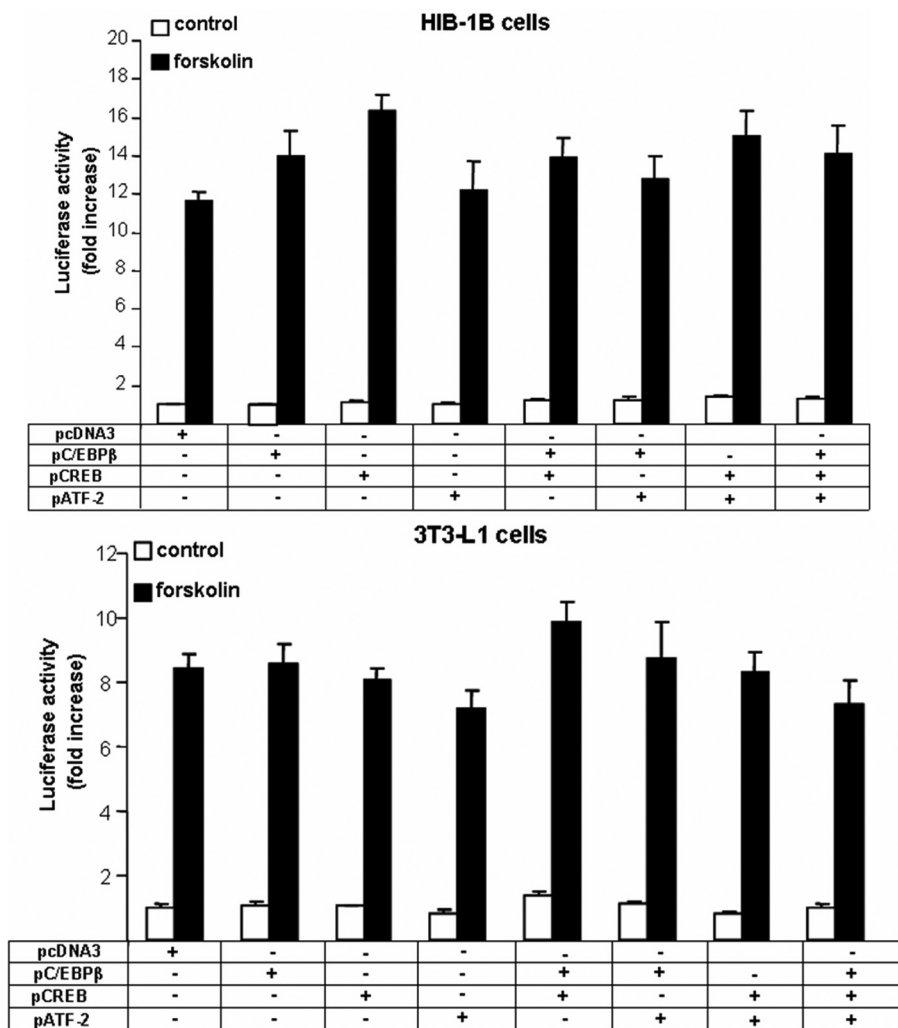 HIB-1B cells
control
forskolin
Luciferase activity
(fold increase)
20
18
16
14
12
10
8
6
4
2
pcDNA3 + - - - - - -
pC/EBPβ - + - - + + - +
pCREB - - + - + - + +
pATF-2 - - - + - + + +
3T3-L1 cells
control
forskolin
Luciferase activity
(fold increase)
12
10
8
6
4
2
pcDNA3 + - - - - - -
pC/EBPβ - + - - + + - +
pCREB - - + - + - + +
pATF-2 - - - + - + + +